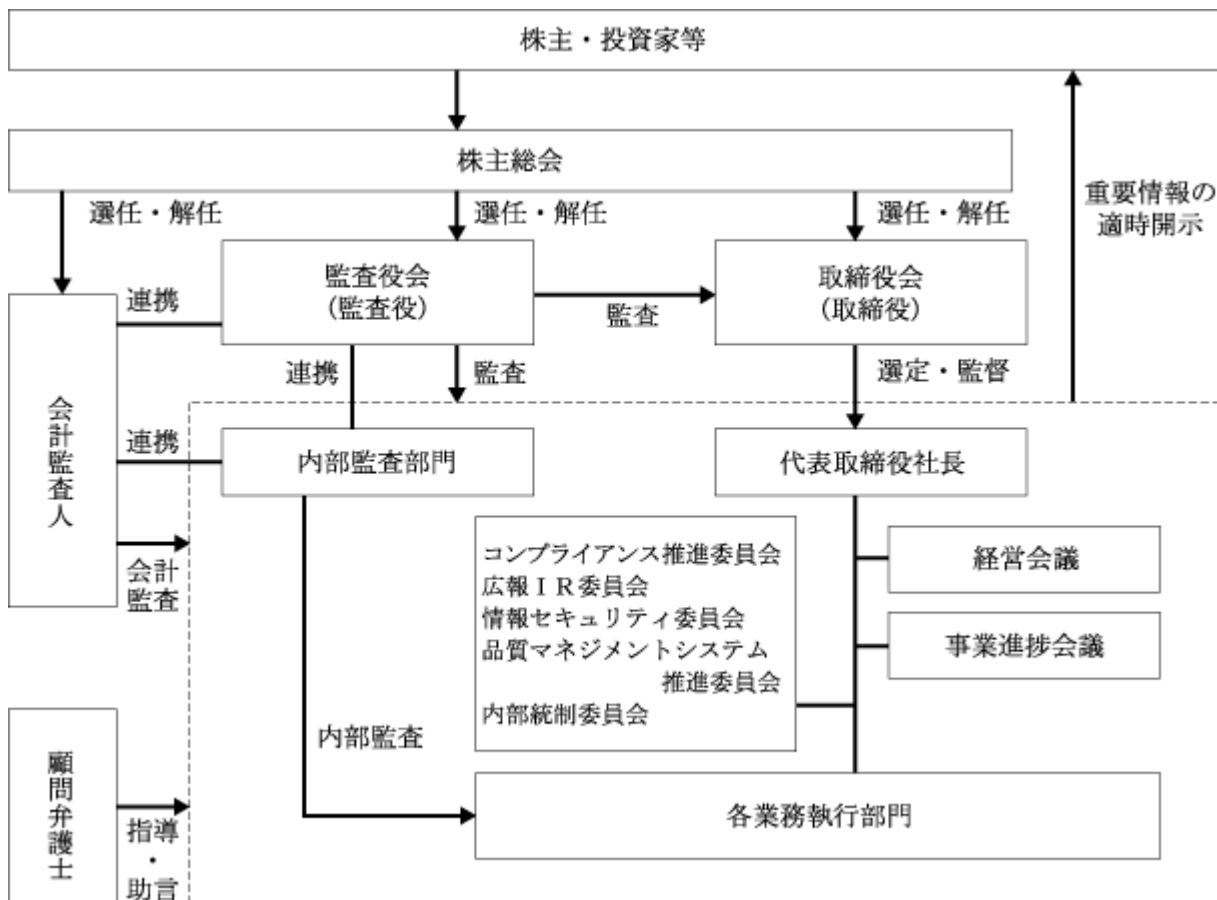 株主・投資家等
株主総会
選任・解任
選任・解任
選任・解任
重要情報の
適時開示
監査役会
(監査役)
取締役会
(取締役)
連携
監査
連携
監査
選定・監督
会計監査人
連携
内部監査部門
代表取締役社長
コンプライアンス推進委員会
広報ＩＲ委員会
情報セキュリティ委員会
品質マネジメントシステム
推進委員会
内部統制委員会
経営会議
事業進捗会議
会計
監査
内部監査
各業務執行部門
顧問弁護士
指導
・
助言